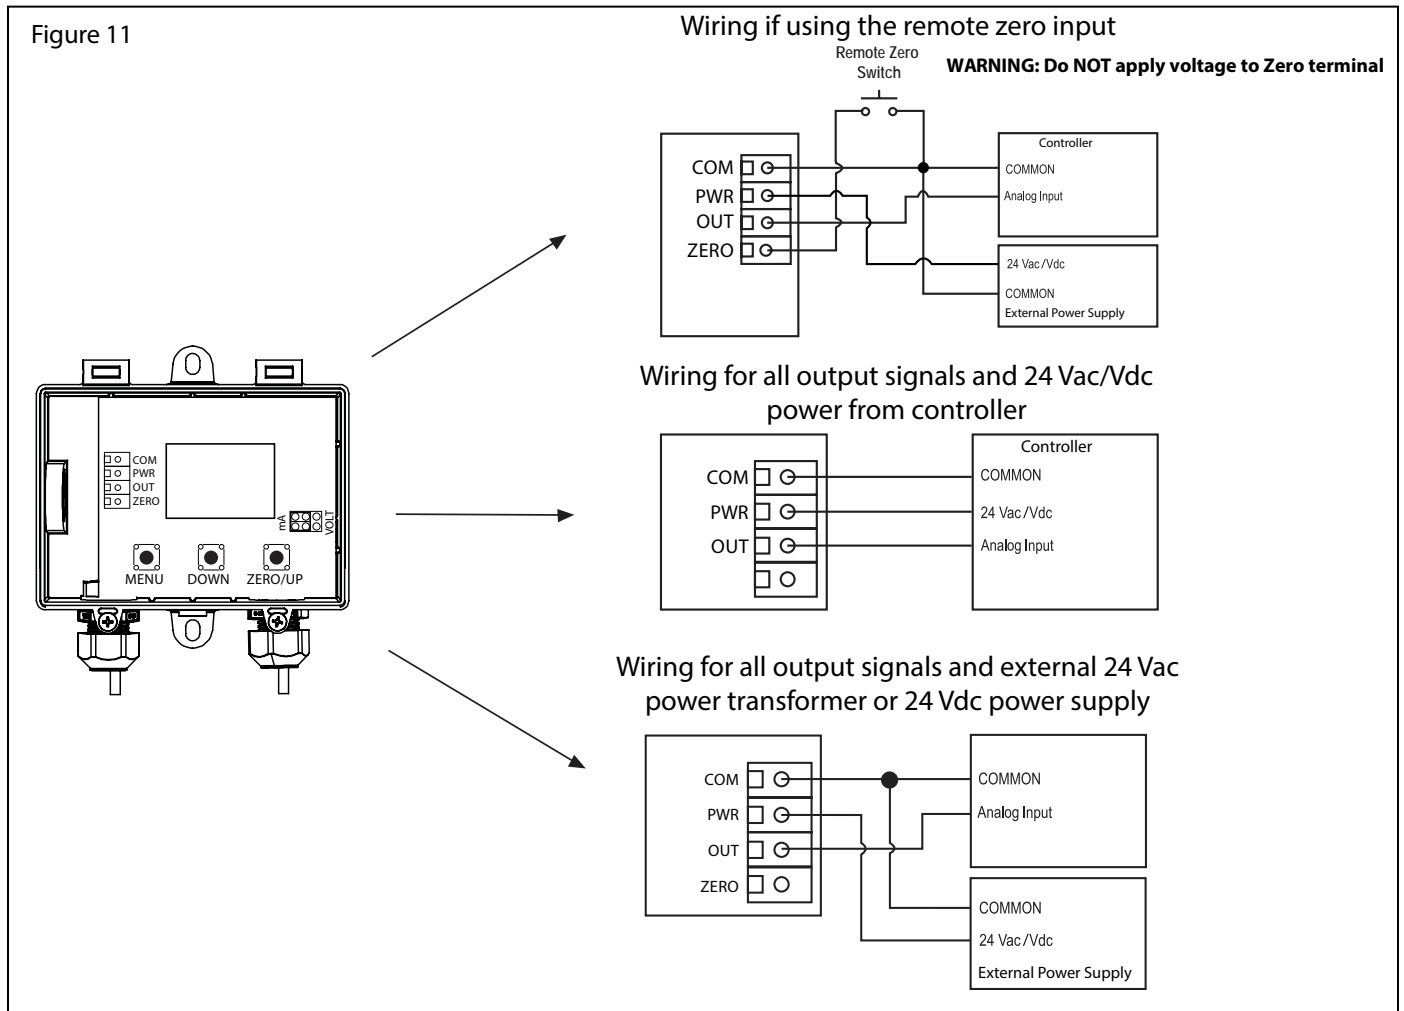 Figure 11
Wiring if using the remote zero input
Remote Zero
Switch
WARNING: Do NOT apply voltage to Zero terminal
COM
PWR
OUT
ZERO
Controller
COMMON
Analog Input
24 Vac/Vdc
COMMON
External Power Supply
COM
PWR
OUT
ZERO
mA
VOLT
MENU
DOWN
ZERO/UP
Wiring for all output signals and 24 Vac/Vdc
power from controller
COM
PWR
OUT
Controller
COMMON
24 Vac/Vdc
Analog Input
Wiring for all output signals and external 24 Vac
power transformer or 24 Vdc power supply
COM
PWR
OUT
ZERO
COMMON
Analog Input
COMMON
24 Vac/Vdc
External Power Supply